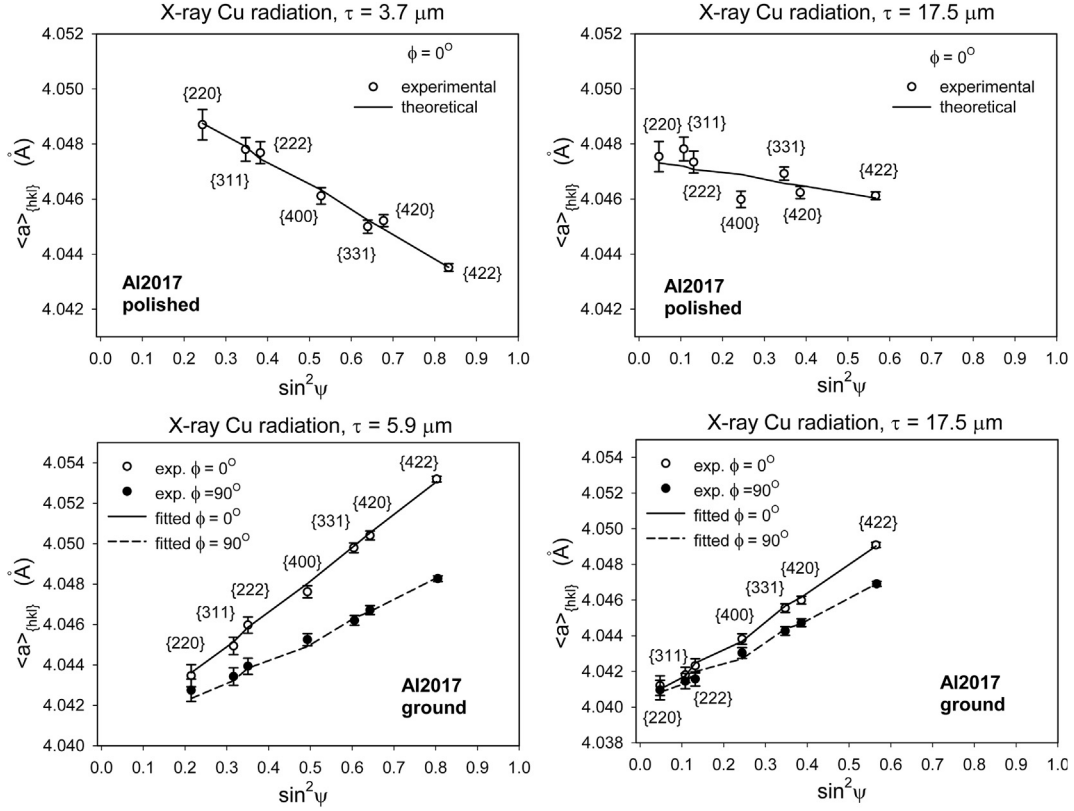 X-ray Cu radiation, τ = 3.7 μm
4.052
4.050
4.048
4.046
4.044
4.042
<a>{hkl} (Å)
ϕ = 0°
experimental
theoretical
{220}
{222}
{311}
{400}
{420}
{331}
{422}
Al2017
polished
0.0 0.1 0.2 0.3 0.4 0.5 0.6 0.7 0.8 0.9 1.0
sin²ψ
X-ray Cu radiation, τ = 17.5 μm
4.052
4.050
4.048
4.046
4.044
4.042
<a>{hkl} (Å)
ϕ = 0°
experimental
theoretical
{220}
{311}
{331}
{422}
{222}
{400}
{420}
Al2017
polished
0.0 0.1 0.2 0.3 0.4 0.5 0.6 0.7 0.8 0.9 1.0
sin²ψ
X-ray Cu radiation, τ = 5.9 μm
4.054
4.052
4.050
4.048
4.046
4.044
4.042
4.040
<a>{hkl} (Å)
exp. ϕ = 0°
exp. ϕ =90°
fitted ϕ = 0°
fitted ϕ = 90°
{422}
{420}
{331}
{400}
{222}
{311}
{220}
Al2017
ground
0.0 0.1 0.2 0.3 0.4 0.5 0.6 0.7 0.8 0.9 1.0
sin²ψ
X-ray Cu radiation, τ = 17.5 μm
4.054
4.052
4.050
4.048
4.046
4.044
4.042
4.040
4.038
<a>{hkl} (Å)
exp. ϕ = 0°
exp. ϕ =90°
fitted ϕ = 0°
fitted ϕ = 90°
{422}
{420}
{331}
{400}
{311}
{222}
{220}
Al2017
ground
0.0 0.1 0.2 0.3 0.4 0.5 0.6 0.7 0.8 0.9 1.0
sin²ψ